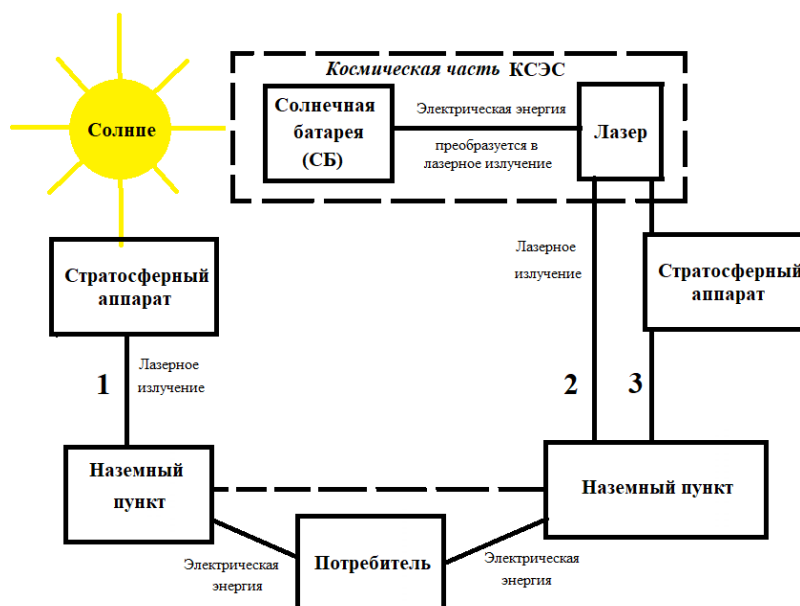 Космическая часть КСЭС
Солнце
Солнечная
батарея
(СБ)
Электрическая энергия
преобразуется в
лазерное излучение
Лазер
Стратосферный
аппарат
Лазерное
излучение
Стратосферный
аппарат
1
Лазерное
излучение
2
3
Наземный
пункт
Наземный пункт
Потребитель
Электрическая
энергия
Электрическая
энергия